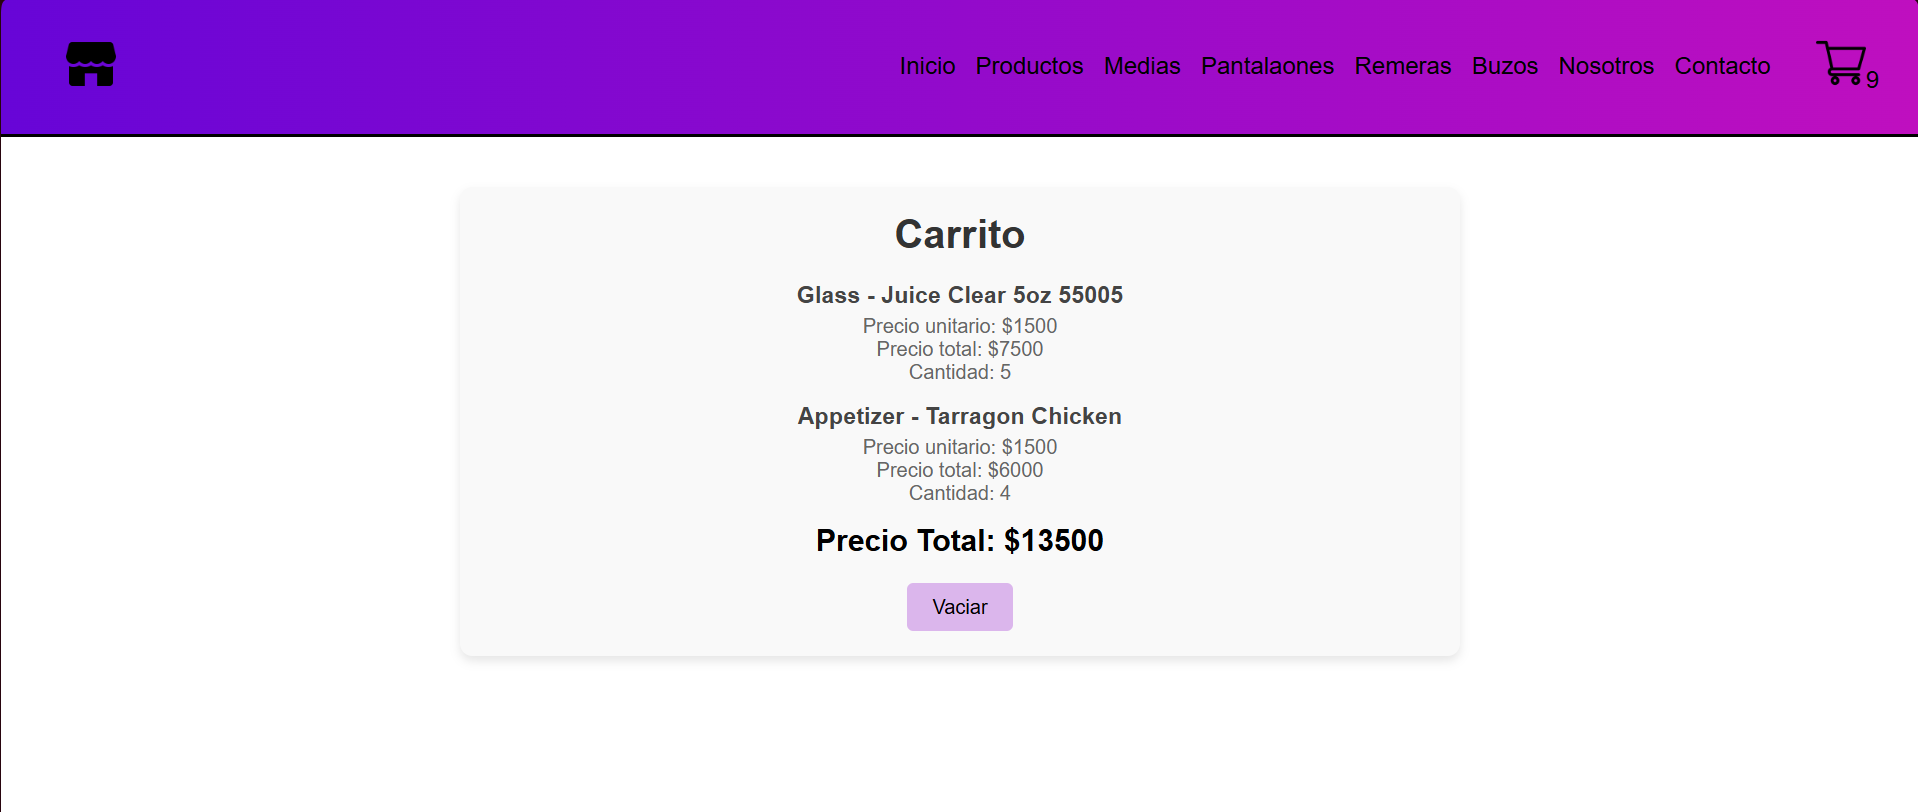 Inicio Productos Medias Pantalaones Remeras Buzos Nosotros Contacto 9
Carrito
Glass - Juice Clear 5oz 55005
Precio unitario: $1500
Precio total: $7500
Cantidad: 5
Appetizer - Tarragon Chicken
Precio unitario: $1500
Precio total: $6000
Cantidad: 4
Precio Total: $13500
Vaciar